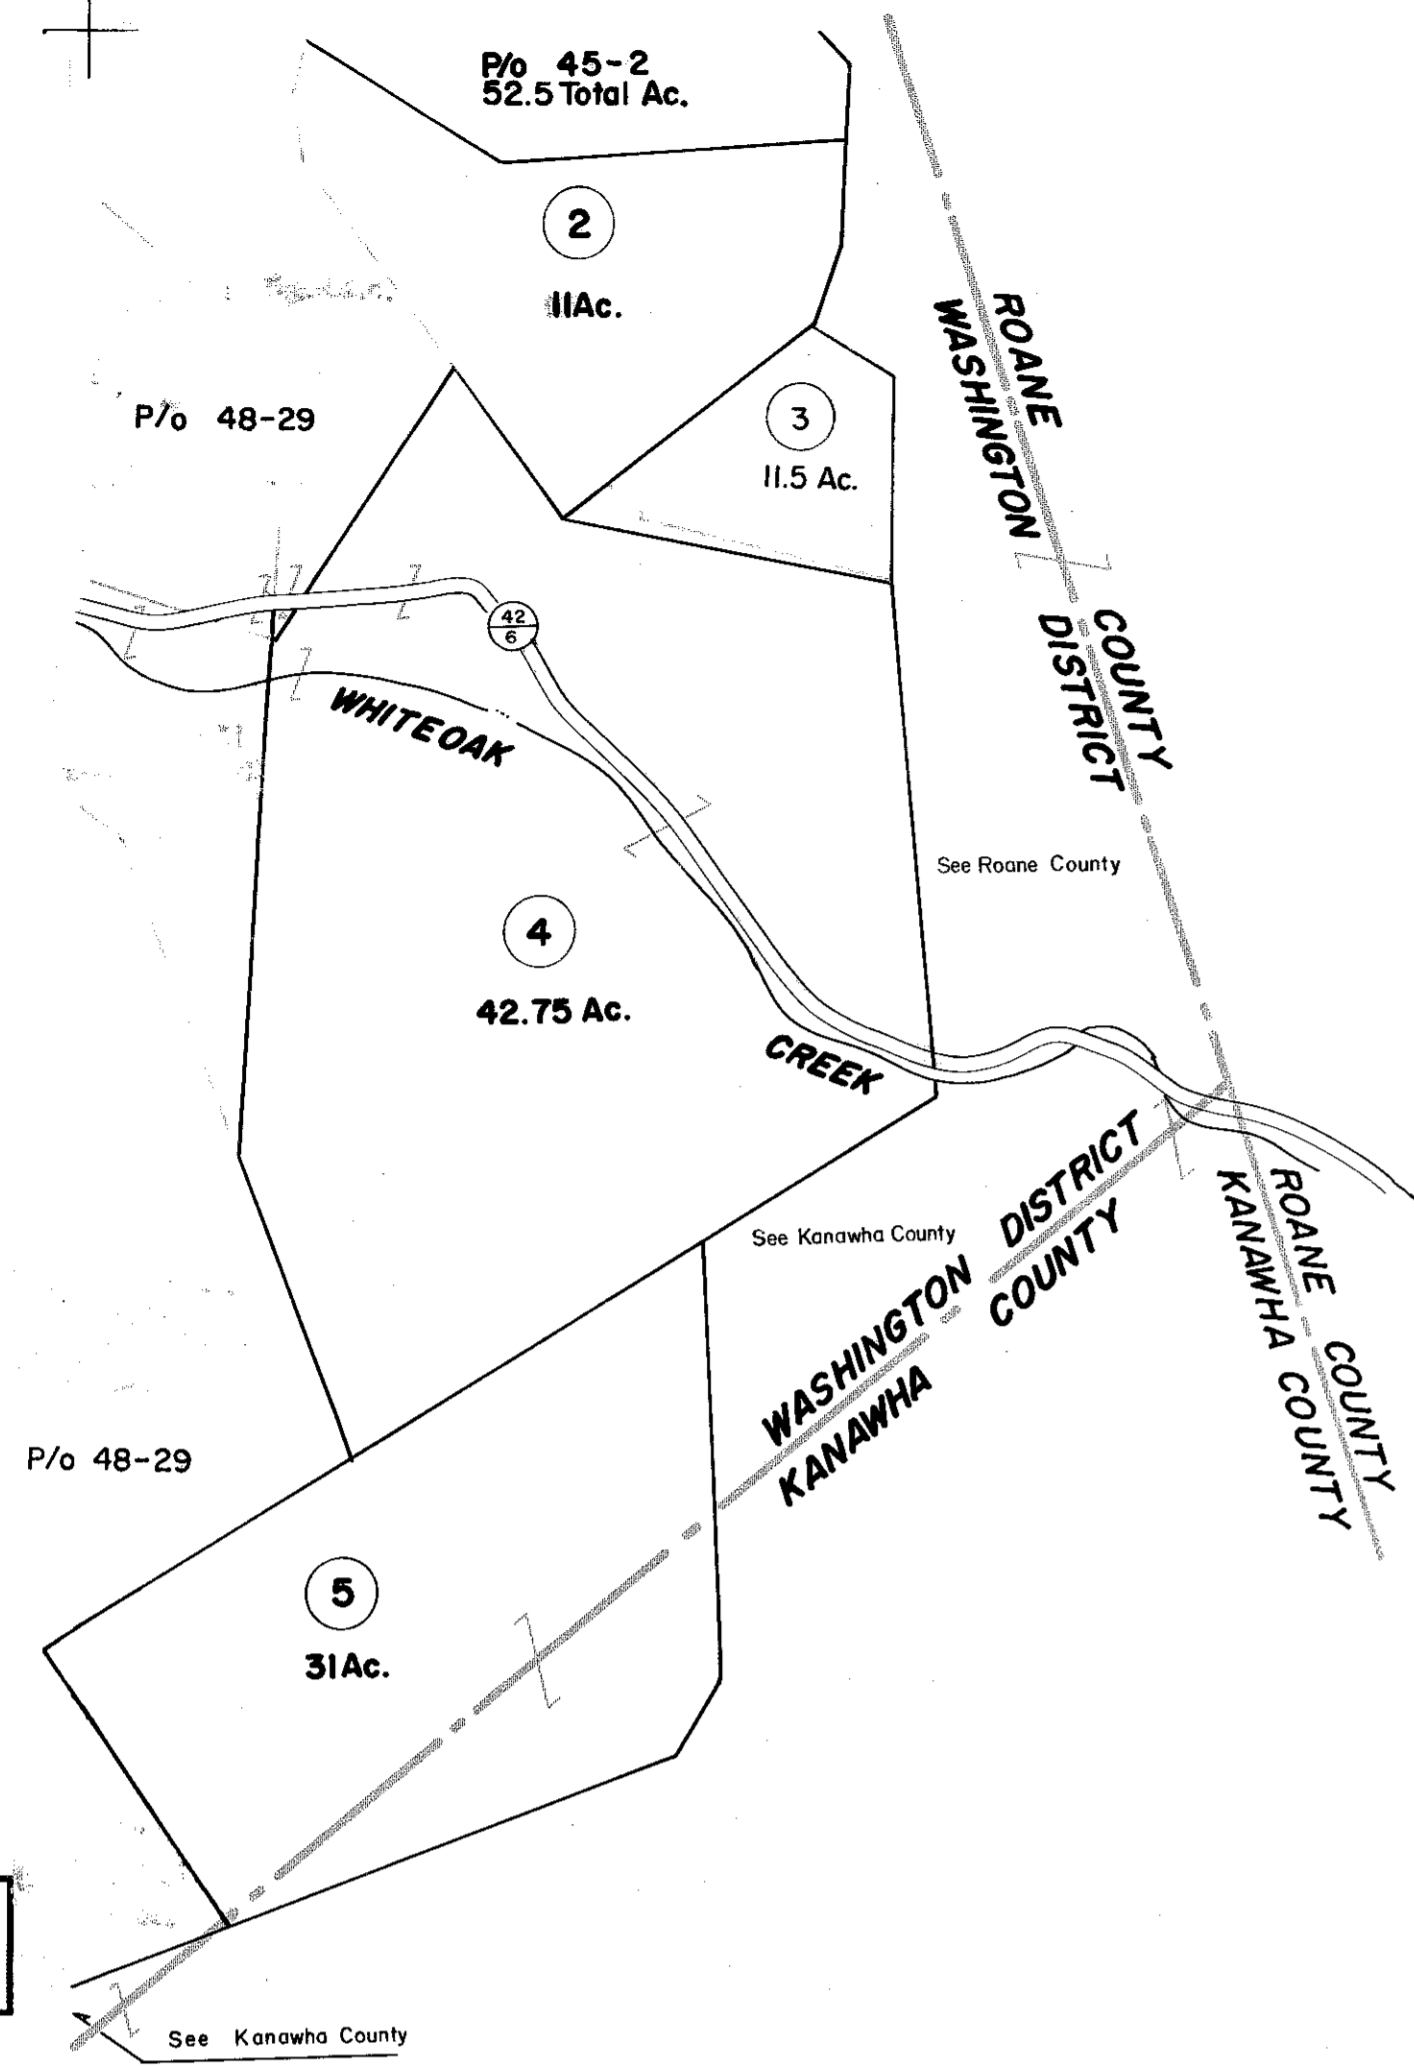 P/o 45-2
52.5 Total Ac.
2
11Ac.
ROANE COUNTY
WASHINGTON DISTRICT
P/o 48-29
3
11.5 Ac.
42
6
WHITEOAK CREEK
See Roane County
4
42.75 Ac.
See Kanawha County
WASHINGTON DISTRICT
KANAWHA COUNTY
ROANE COUNTY
KANAWHA COUNTY
P/o 48-29
5
31Ac.
See Kanawha County